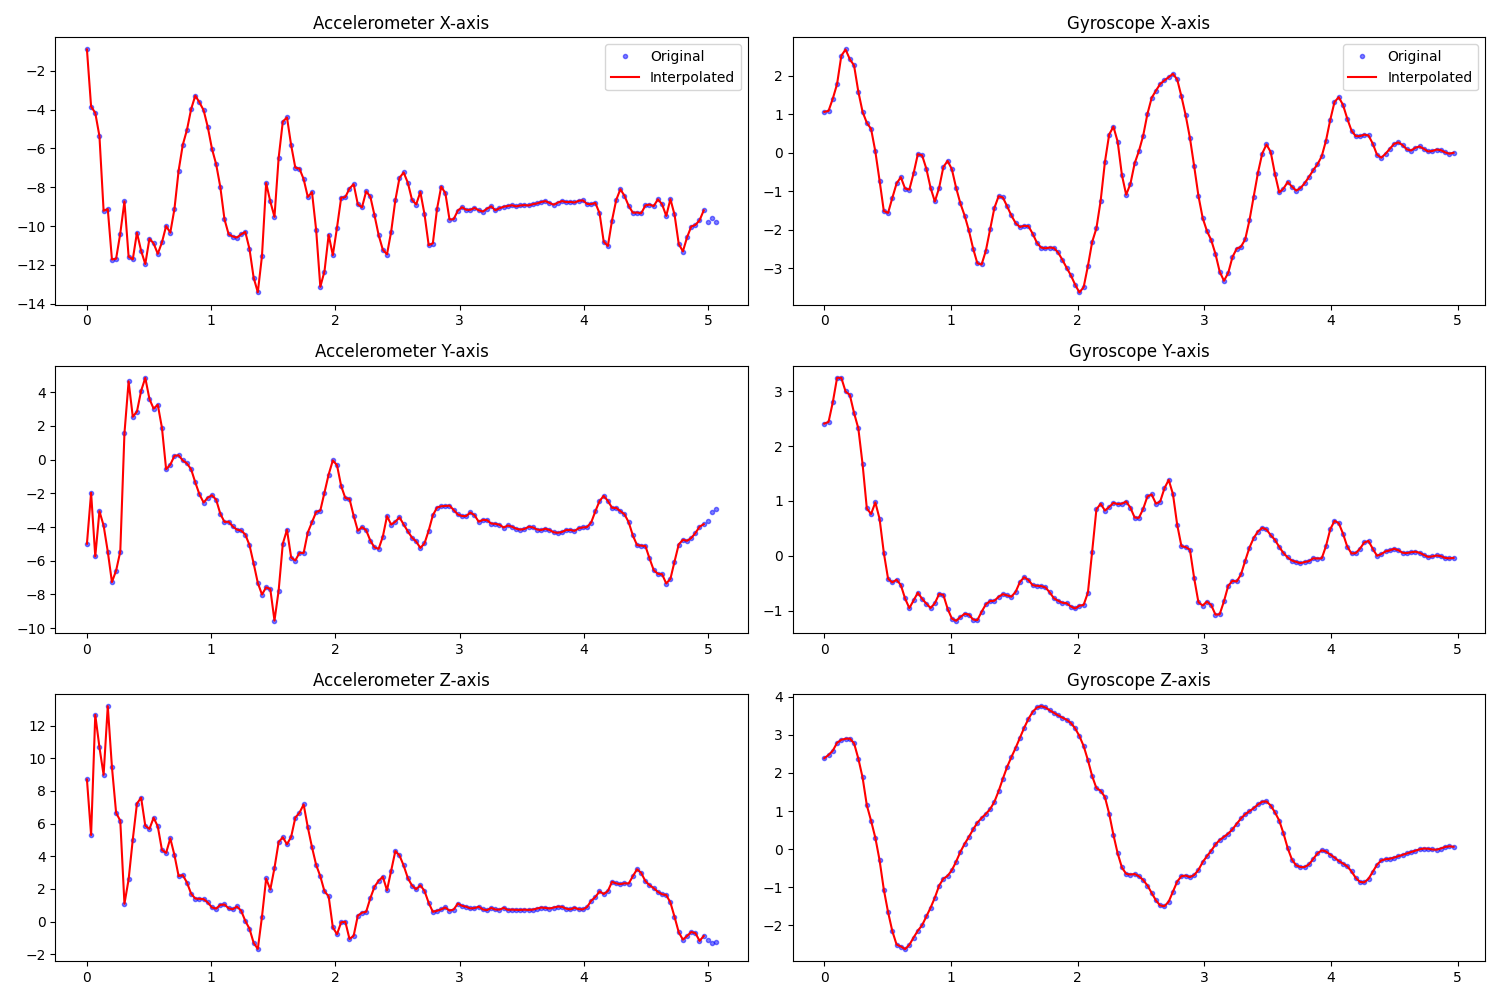 Accelerometer X-axis
Original
Interpolated
−2
−4
−6
−8
−10
−12
−14
0 1 2 3 4 5
Gyroscope X-axis
Original
Interpolated
2
1
0
−1
−2
−3
0 1 2 3 4 5
Accelerometer Y-axis
4
2
0
−2
−4
−6
−8
−10
0 1 2 3 4 5
Gyroscope Y-axis
3
2
1
0
−1
0 1 2 3 4 5
Accelerometer Z-axis
12
10
8
6
4
2
0
−2
0 1 2 3 4 5
Gyroscope Z-axis
4
3
2
1
0
−1
−2
0 1 2 3 4 5